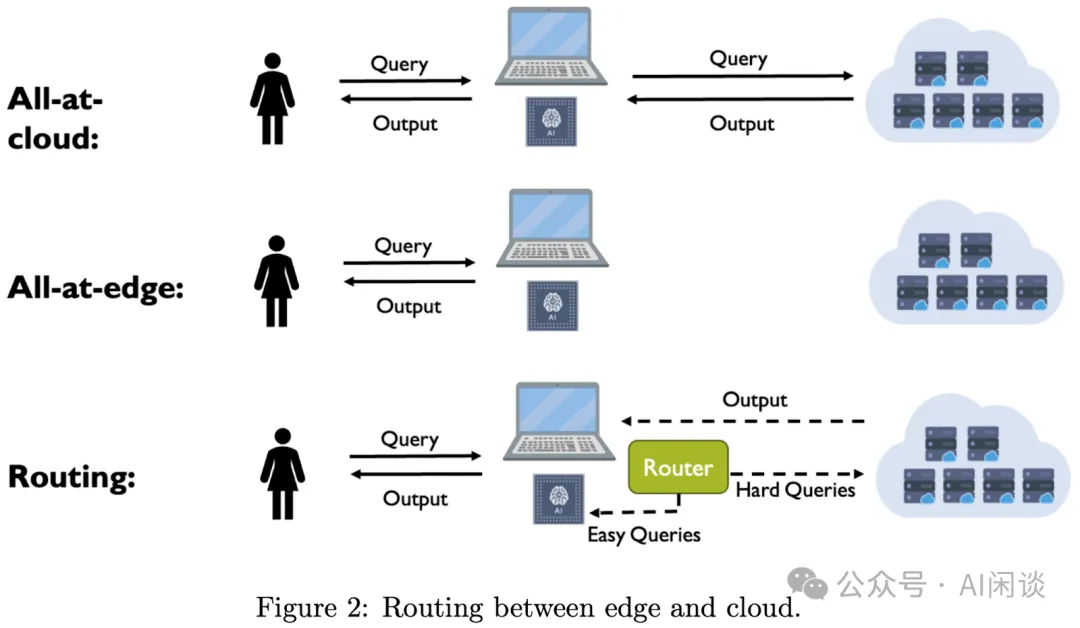 Query
Query
All-at-
cloud:
AI
Output
Output
Query
All-at-edge:
AI
Output
Output
Query
Routing:
Router
Output
AI
Hard Queries
Easy Queries
公众号 · AI闲谈
Figure 2: Routing between edge and cloud.